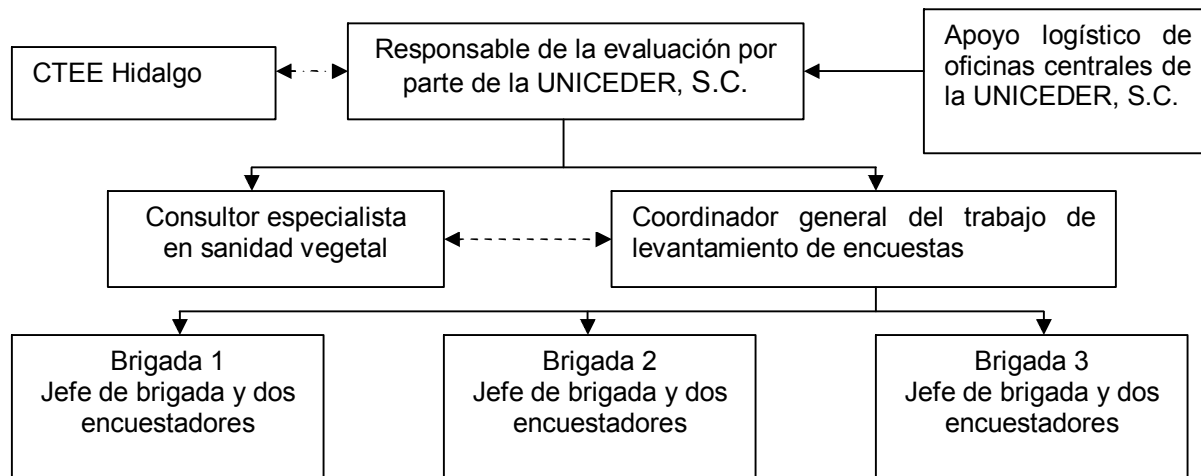 CTEE Hidalgo
Responsable de la evaluación por
parte de la UNICEDER, S.C.
Apoyo logístico de
oficinas centrales de
la UNICEDER, S.C.
Consultor especialista
en sanidad vegetal
Coordinador general del trabajo de
levantamiento de encuestas
Brigada 1
Jefe de brigada y dos
encuestadores
Brigada 2
Jefe de brigada y dos
encuestadores
Brigada 3
Jefe de brigada y dos
encuestadores